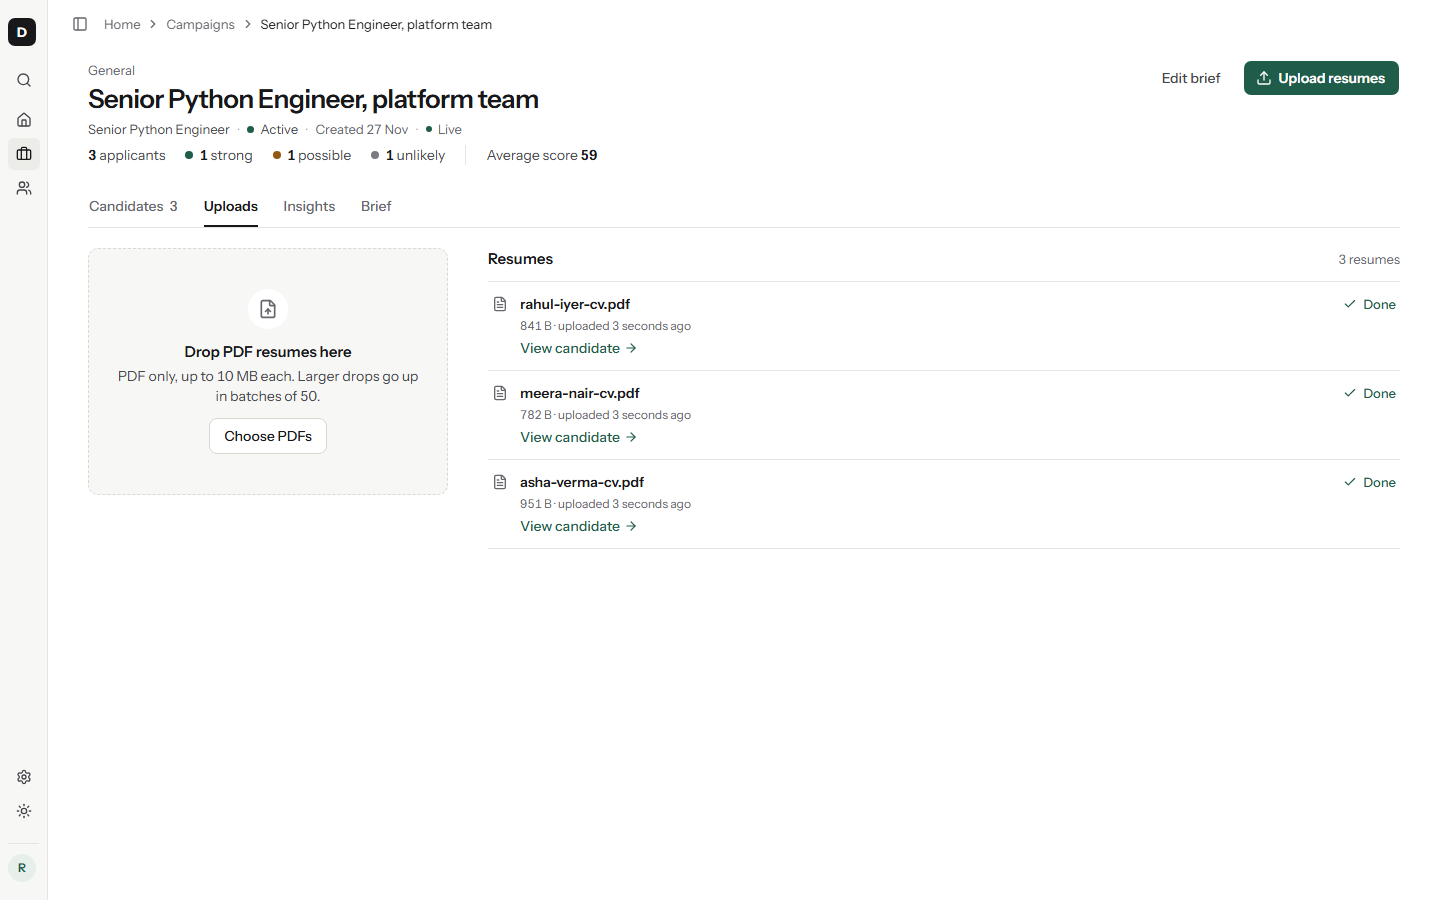 D
Home > Campaigns > Senior Python Engineer, platform team
General
Senior Python Engineer, platform team
Edit brief
Upload resumes
Senior Python Engineer · Active · Created 27 Nov · Live
3 applicants 1 strong 1 possible 1 unlikely Average score 59
Candidates 3 Uploads Insights Brief
Drop PDF resumes here
PDF only, up to 10 MB each. Larger drops go up
in batches of 50.
Choose PDFs
Resumes 3 resumes
rahul-iyer-cv.pdf Done
841 B · uploaded 3 seconds ago
View candidate →
meera-nair-cv.pdf Done
782 B · uploaded 3 seconds ago
View candidate →
asha-verma-cv.pdf Done
951 B · uploaded 3 seconds ago
View candidate →
R